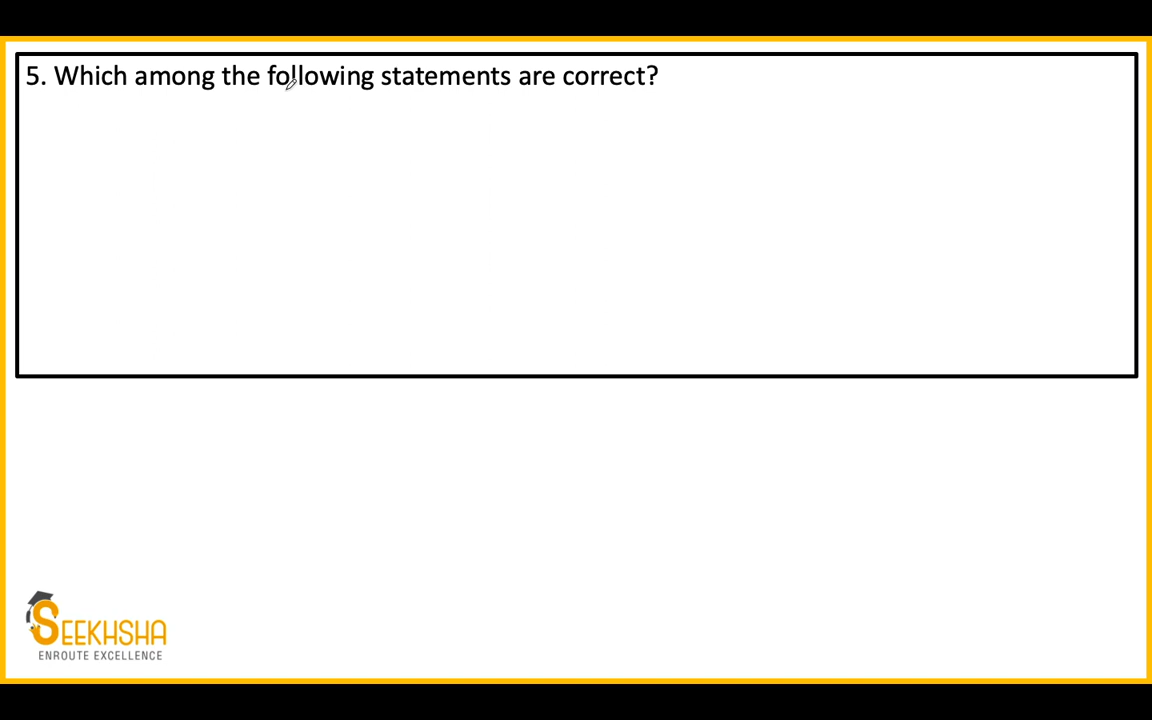 5. Which among the following statements are correct?
SEEKHSHA
ENROUTE EXCELLENCE